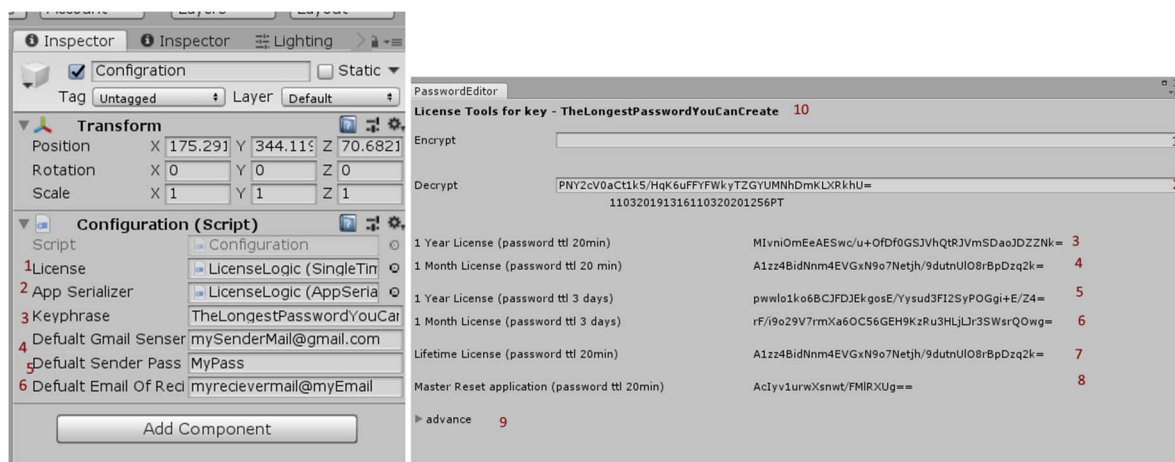 Inspector Inspector Lighting
Configration Static
Tag Untagged Layer Default
Transform
Position X 175.291 Y 344.119 Z 70.6821
Rotation X 0 Y 0 Z 0
Scale X 1 Y 1 Z 1
Configuration (Script)
Script Configuration
1 License LicenseLogic (SingleTim
2 App Serializer LicenseLogic (AppSeria
3 Keyphrase TheLongestPasswordYouCar
4 Defualt Gmail Senser mySenderMail@gmail.com
5 Defualt Sender Pass MyPass
6 Defualt Email Of Reci myrecievermail@myEmail
Add Component
PasswordEditor
License Tools for key - TheLongestPasswordYouCanCreate 10
Encrypt
Decrypt PNY2cV0aCt1k5/HqK6uFFYFWkyTZGYUMNhDmKLXRkhU=
110320191316110320201256PT
1 Year License (password ttl 20min) MIvniOmEeAESwc/u+OfDf0GSJVhQtRJVmSDaoJDZZNk= 3
1 Month License (password ttl 20 min) A1zz4BidNnm4EVGxN9o7Netjh/9dutnUlO8rBpDzq2k= 4
1 Year License (password ttl 3 days) pwwlo1ko6BCJFDJEkgosE/Yysud3FI2SyPOGgi+E/Z4= 5
1 Month License (password ttl 3 days) rF/i9o29V7rmXa6OC56GEH9KzRu3HLjLJr3SWsrQOwg= 6
Lifetime License (password ttl 20min) A1zz4BidNnm4EVGxN9o7Netjh/9dutnUlO8rBpDzq2k= 7
Master Reset application (password ttl 20min) AcIyv1urwXsnwt/FMlRXUg== 8
advance 9